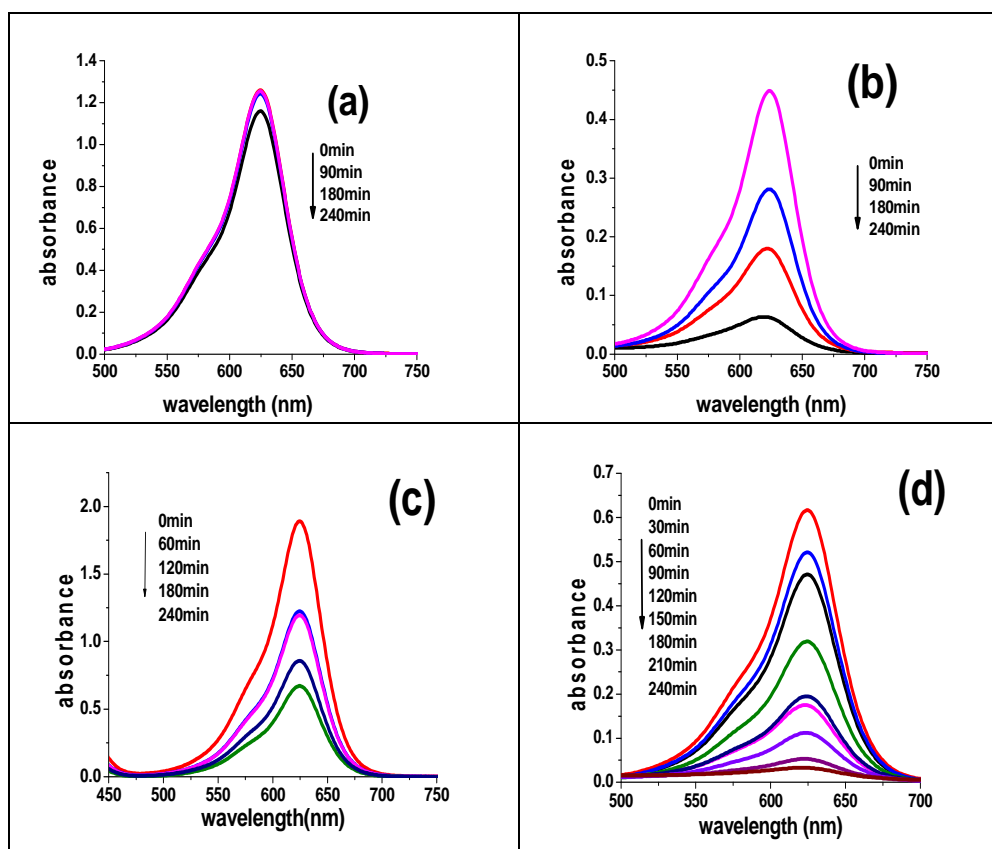 (a)
1.4
1.2
1.0
0.8
0.6
0.4
0.2
0.0
absorbance
0min
90min
180min
240min
500 550 600 650 700 750
wavelength (nm)
(b)
0.5
0.4
0.3
0.2
0.1
0.0
absorbance
0min
90min
180min
240min
500 550 600 650 700 750
wavelength (nm)
(c)
2.0
1.5
1.0
0.5
0.0
absorbance
0min
60min
120min
180min
240min
450 500 550 600 650 700 750
wavelength(nm)
(d)
0.7
0.6
0.5
0.4
0.3
0.2
0.1
0.0
absorbance
0min
30min
60min
90min
120min
150min
180min
210min
240min
500 550 600 650 700
wavelength (nm)